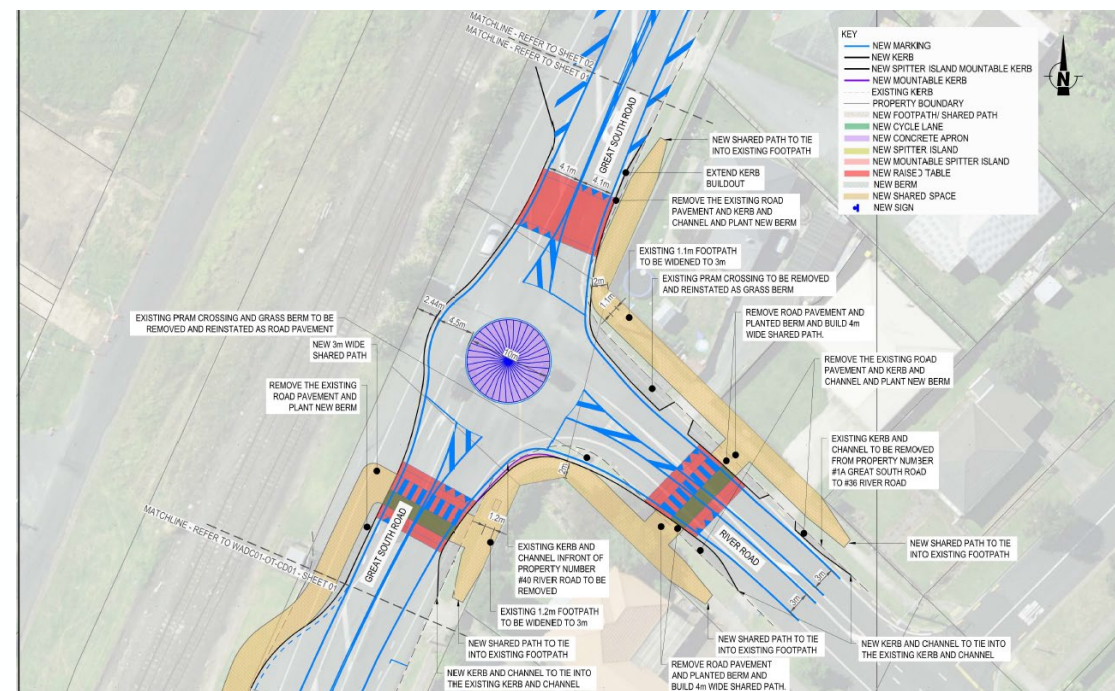 MATCHLINE - REFER TO SHEET 02
MATCHLINE - REFER TO SHEET 01
KEY
NEW MARKING
NEW KERB
NEW SPITTER ISLAND MOUNTABLE KERB
NEW MOUNTABLE KERB
EXISTING KERB
PROPERTY BOUNDARY
NEW FOOTPATH/ SHARED PATH
NEW CYCLE LANE
NEW CONCRETE APRON
NEW SPITTER ISLAND
NEW MOUNTABLE SPITTER ISLAND
NEW RAISED TABLE
NEW BERM
NEW SHARED SPACE
NEW SIGN
N
GREAT SOUTH ROAD
4.1m
4.1m
NEW SHARED PATH TO TIE
INTO EXISTING FOOTPATH
EXTEND KERB
BUILDOUT
REMOVE THE EXISTING ROAD
PAVEMENT AND KERB AND
CHANNEL AND PLANT NEW BERM
EXISTING 1.1m FOOTPATH
TO BE WIDENED TO 3m
EXISTING PRAM CROSSING TO BE REMOVED
AND REINSTATED AS GRASS BERM
2m
1.1m
REMOVE ROAD PAVEMENT AND
PLANTED BERM AND BUILD 4m
WIDE SHARED PATH.
2.44m
4.5m
10m
EXISTING PRAM CROSSING AND GRASS BERM TO BE
REMOVED AND REINSTATED AS ROAD PAVEMENT
NEW 3m WIDE
SHARED PATH
REMOVE THE EXISTING
ROAD PAVEMENT AND
PLANT NEW BERM
REMOVE THE EXISTING ROAD
PAVEMENT AND KERB AND
CHANNEL AND PLANT NEW BERM
EXISTING KERB AND
CHANNEL TO BE REMOVED
FROM PROPERTY NUMBER
#1A GREAT SOUTH ROAD
TO #36 RIVER ROAD
2m
1.2m
MATCHLINE - REFER TO WADC01-OT-CD01 - SHEET 01
GREAT SOUTH ROAD
RIVER ROAD
EXISTING KERB AND
CHANNEL INFRONT OF
PROPERTY NUMBER
#40 RIVER ROAD TO BE
REMOVED
NEW SHARED PATH TO TIE
INTO EXISTING FOOTPATH
3m
3m
EXISTING 1.2m FOOTPATH
TO BE WIDENED TO 3m
NEW SHARED PATH TO TIE
INTO EXISTING FOOTPATH
NEW SHARED PATH TO TIE
INTO EXISTING FOOTPATH
NEW KERB AND CHANNEL TO TIE INTO
THE EXISTING KERB AND CHANNEL
NEW KERB AND CHANNEL TO TIE INTO
THE EXISTING KERB AND CHANNEL
REMOVE ROAD PAVEMENT
AND PLANTED BERM AND
BUILD 4m WIDE SHARED PATH.